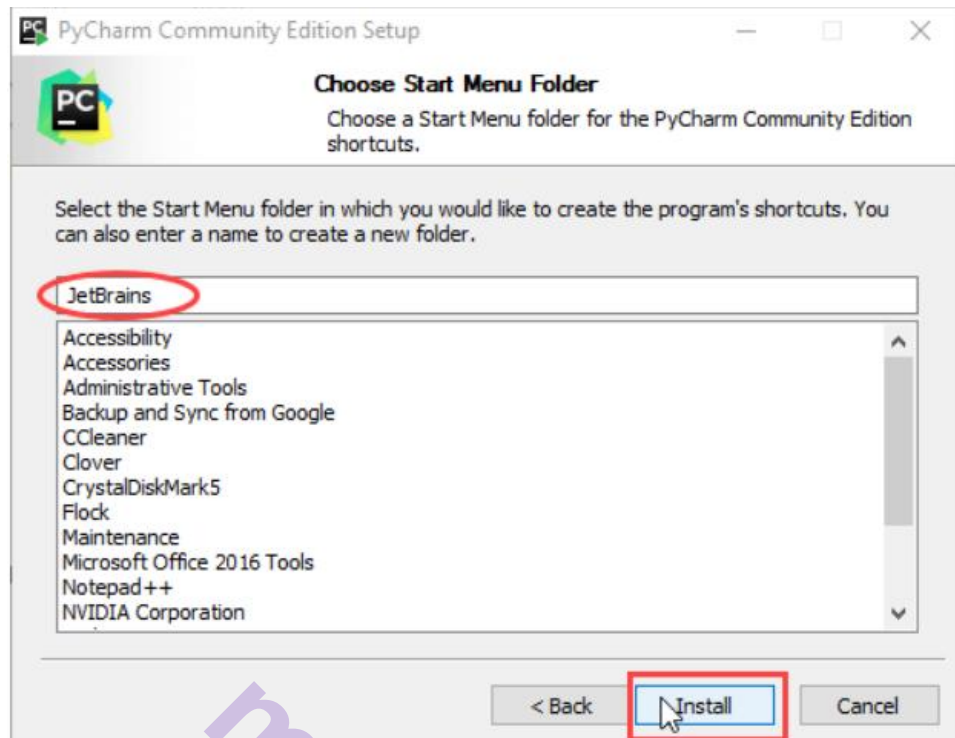 PyCharm Community Edition Setup
PC
Choose Start Menu Folder
Choose a Start Menu folder for the PyCharm Community Edition
shortcuts.
Select the Start Menu folder in which you would like to create the program's shortcuts. You
can also enter a name to create a new folder.
JetBrains
Accessibility
Accessories
Administrative Tools
Backup and Sync from Google
CCleaner
Clover
CrystalDiskMark5
Flock
Maintenance
Microsoft Office 2016 Tools
Notepad++
NVIDIA Corporation
< Back Install Cancel